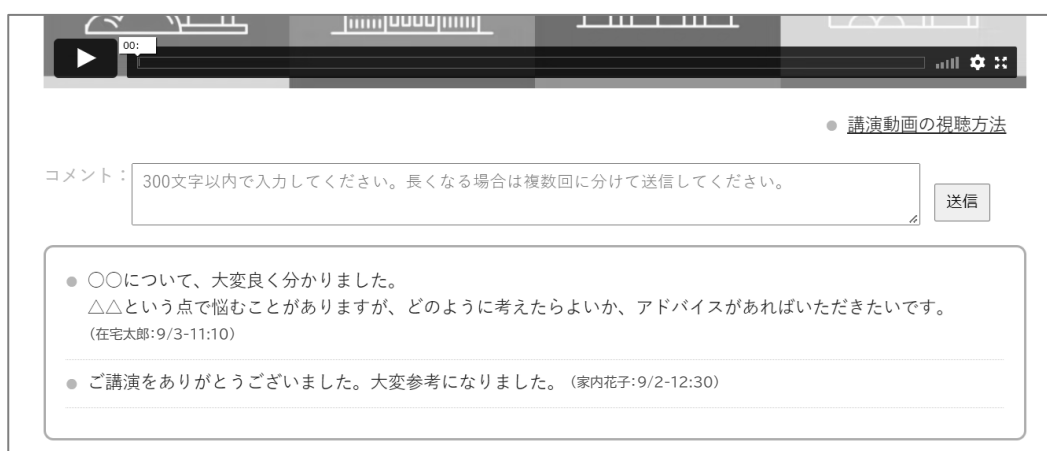 00:
講演動画の視聴方法
コメント：
300文字以内で入力してください。長くなる場合は複数回に分けて送信してください。
送信
〇〇について、大変良く分かりました。
△△という点で悩むことがありますが、どのように考えたらよいか、アドバイスがあればいただきたいです。
（在宅太郎：9/3-11:10）
ご講演をありがとうございました。大変参考になりました。（家内花子：9/2-12:30）